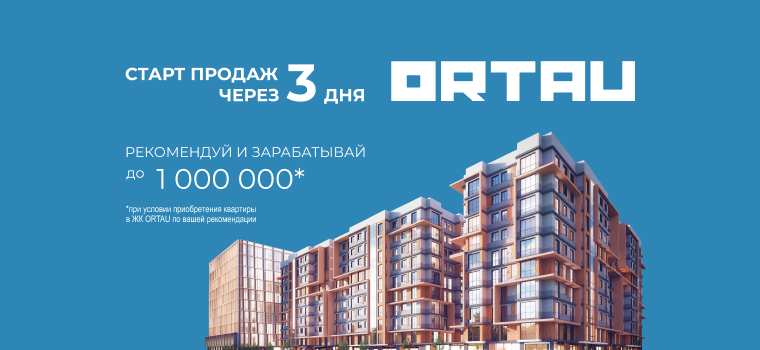 СТАРТ ПРОДАЖ
ЧЕРЕЗ 3 ДНЯ
ORTAU
РЕКОМЕНДУЙ И ЗАРАБАТЫВАЙ
до 1 000 000*
*при условии приобретения квартиры
в ЖК ORTAU по вашей рекомендации